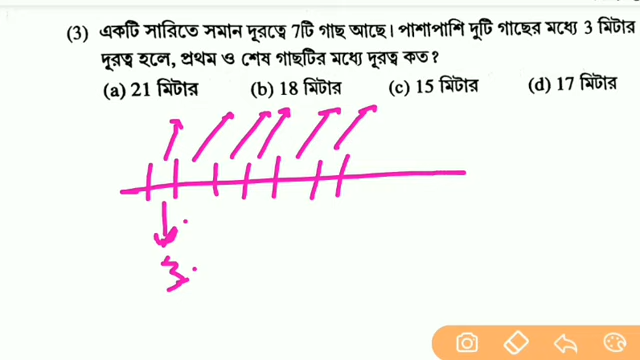 (3) একটি সারিতে সমান দূরত্বে 7টি গাছ আছে। পাশাপাশি দুটি গাছের মধ্যে 3 মিটার
দূরত্ব হলে, প্রথম ও শেষ গাছটির মধ্যে দূরত্ব কত?
(a) 21 মিটার (b) 18 মিটার (c) 15 মিটার (d) 17 মিটার
3